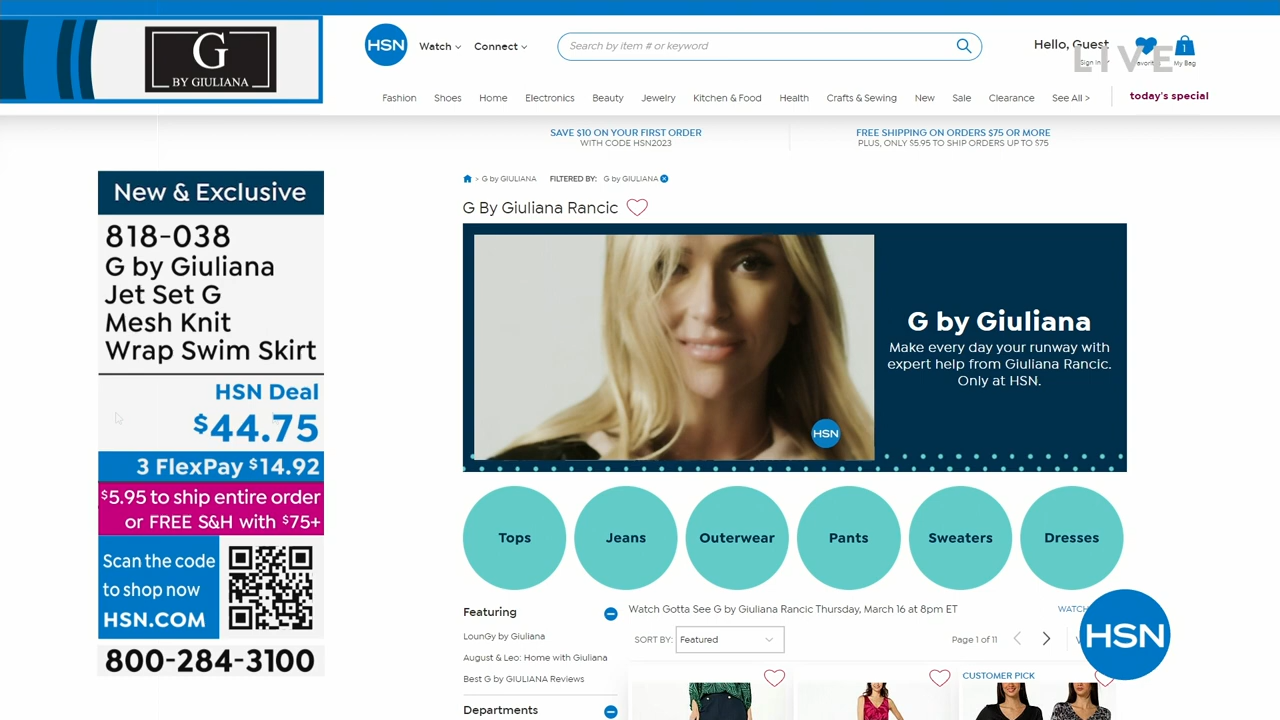 G
BY GIULIANA
HSN
Watch
Connect
Search by item # or keyword
Hello, Guest
Sign In
LIVE
1
My Bag
Fashion
Shoes
Home
Electronics
Beauty
Jewelry
Kitchen & Food
Health
Crafts & Sewing
New
Sale
Clearance
See All >
today's special
SAVE $10 ON YOUR FIRST ORDER
WITH CODE HSN2023
FREE SHIPPING ON ORDERS $75 OR MORE
PLUS, ONLY $5.95 TO SHIP ORDERS UP TO $75
> G by GIULIANA FILTERED BY: G by GIULIANA
G By Giuliana Rancic
New & Exclusive
818-038
G by Giuliana
Jet Set G
Mesh Knit
Wrap Swim Skirt
HSN Deal
$44.75
3 FlexPay $14.92
$5.95 to ship entire order
or FREE S&H with $75+
Scan the code
to shop now
HSN.COM
800-284-3100
HSN
G by Giuliana
Make every day your runway with
expert help from Giuliana Rancic.
Only at HSN.
Tops
Jeans
Outerwear
Pants
Sweaters
Dresses
Featuring
LounGy by Giuliana
August & Leo: Home with Giuliana
Best G by GIULIANA Reviews
Departments
Watch Gotta See G by Giuliana Rancic Thursday, March 16 at 8pm ET
WATCH
SORT BY: Featured
Page 1 of 11
CUSTOMER PICK
HSN